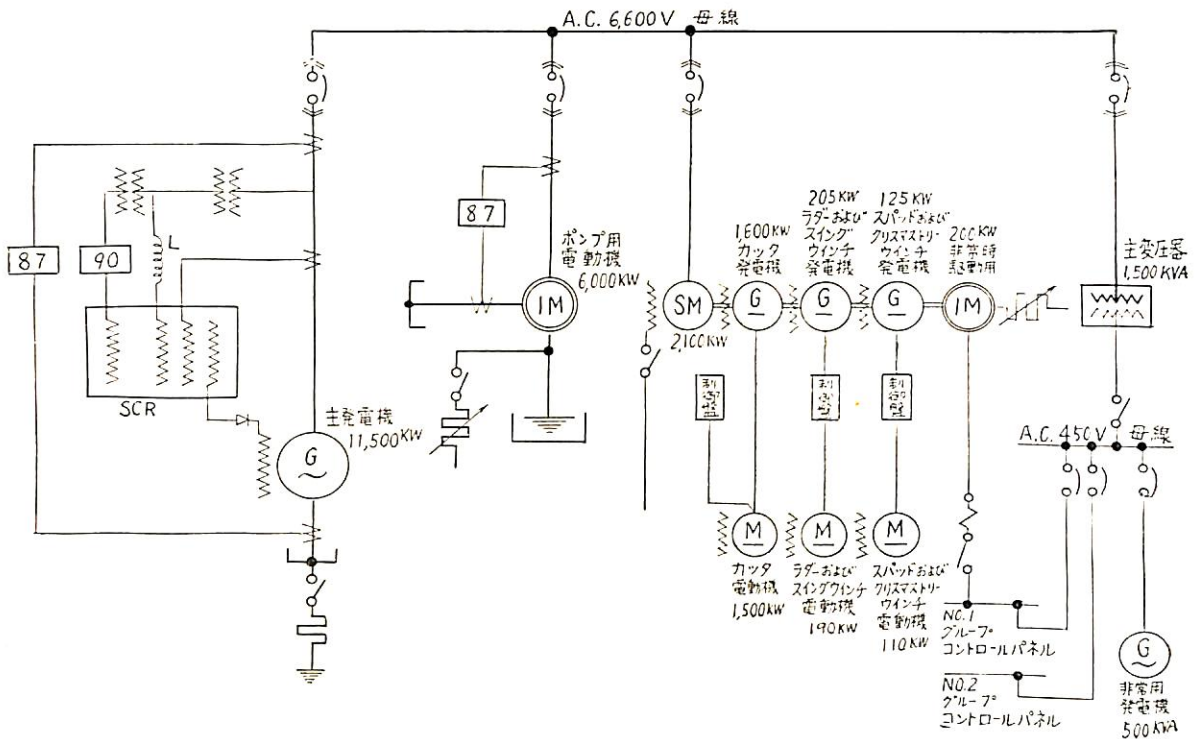 A.C. 6,600V 母線
87
90
L
SCR
主発電機
11,500KW
G
87
ポンプ用
電動機
6,000KW
IM
SM
2,100KW
1,600KW
カッタ
発電機
G
205KW
ラダーおよび
スイング
ウインチ
発電機
G
125KW
スパッドおよび
クリスマストリー
ウインチ
発電機
G
200KW
非常時
駆動用
IM
主変圧器
1,500KVA
制御盤
制御盤
制御盤
M
カッタ
電動機
1,500KW
M
ラダーおよび
スイングウインチ
電動機
190KW
M
スパッドおよび
クリスマストリー
ウインチ
電動機
110KW
A.C. 450V 母線
NO.1
グループ
コントロールパネル
NO.2
グループ
コントロールパネル
G
非常用
発電機
500KVA